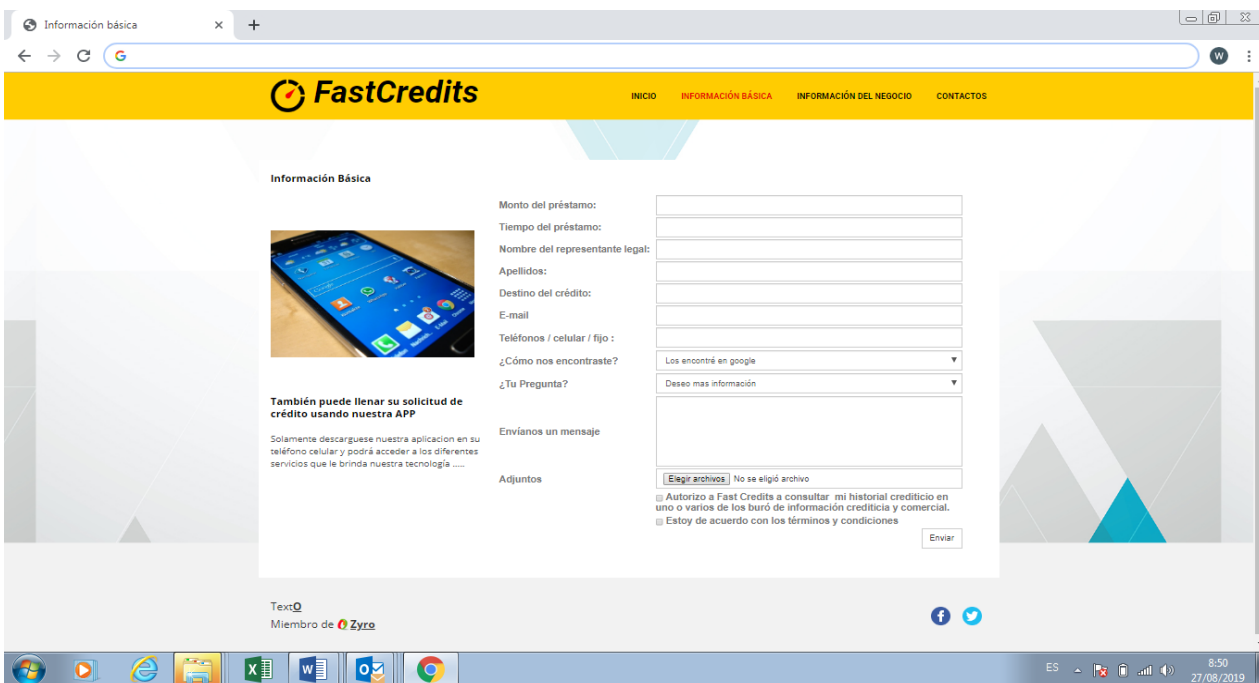 Información básica
G
W
FastCredits
INICIO INFORMACIÓN BÁSICA INFORMACIÓN DEL NEGOCIO CONTACTOS
Información Básica
Monto del préstamo:
Tiempo del préstamo:
Nombre del representante legal:
Apellidos:
Destino del crédito:
E-mail
Teléfonos / celular / fijo :
¿Cómo nos encontraste? Los encontré en google
¿Tu Pregunta? Deseo mas información
Envíanos un mensaje
Adjuntos Elegir archivos No se eligió archivo
Autorizo a Fast Credits a consultar mi historial crediticio en
uno o varios de los buró de información crediticia y comercial.
Estoy de acuerdo con los términos y condiciones
Enviar
También puede llenar su solicitud de
crédito usando nuestra APP
Solamente descarguese nuestra aplicacion en su
teléfono celular y podrá acceder a los diferentes
servicios que le brinda nuestra tecnología .....
TextO
Miembro de Zyro
ES
8:50
27/08/2019